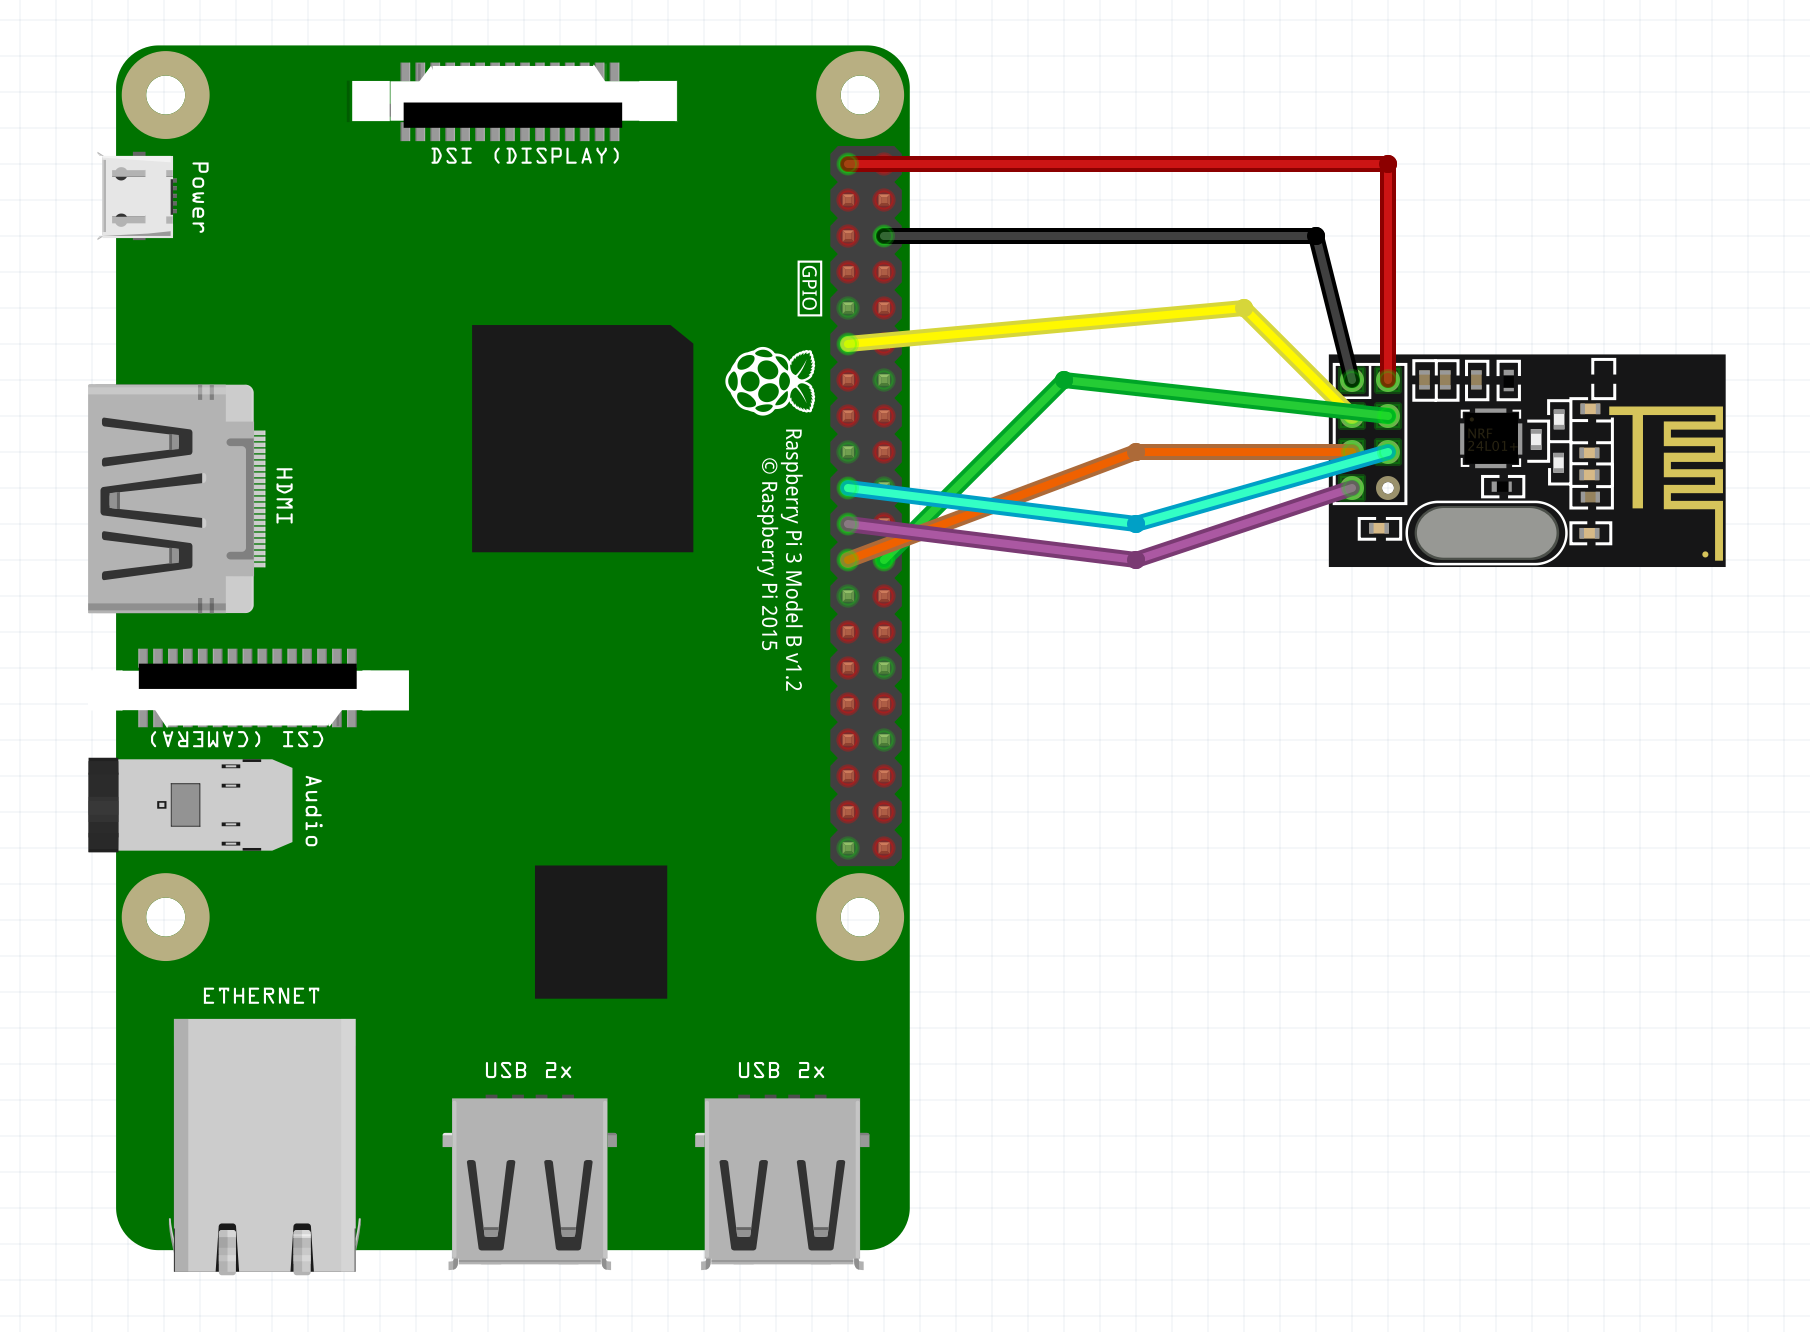 DSI (DISPLAY)
Power
GPIO
Raspberry Pi 3 Model B v1.2
© Raspberry Pi 2015
HDMI
NRF
24L01+
CSI (CAMERA)
Audio
ETHERNET
USB 2x
USB 2x